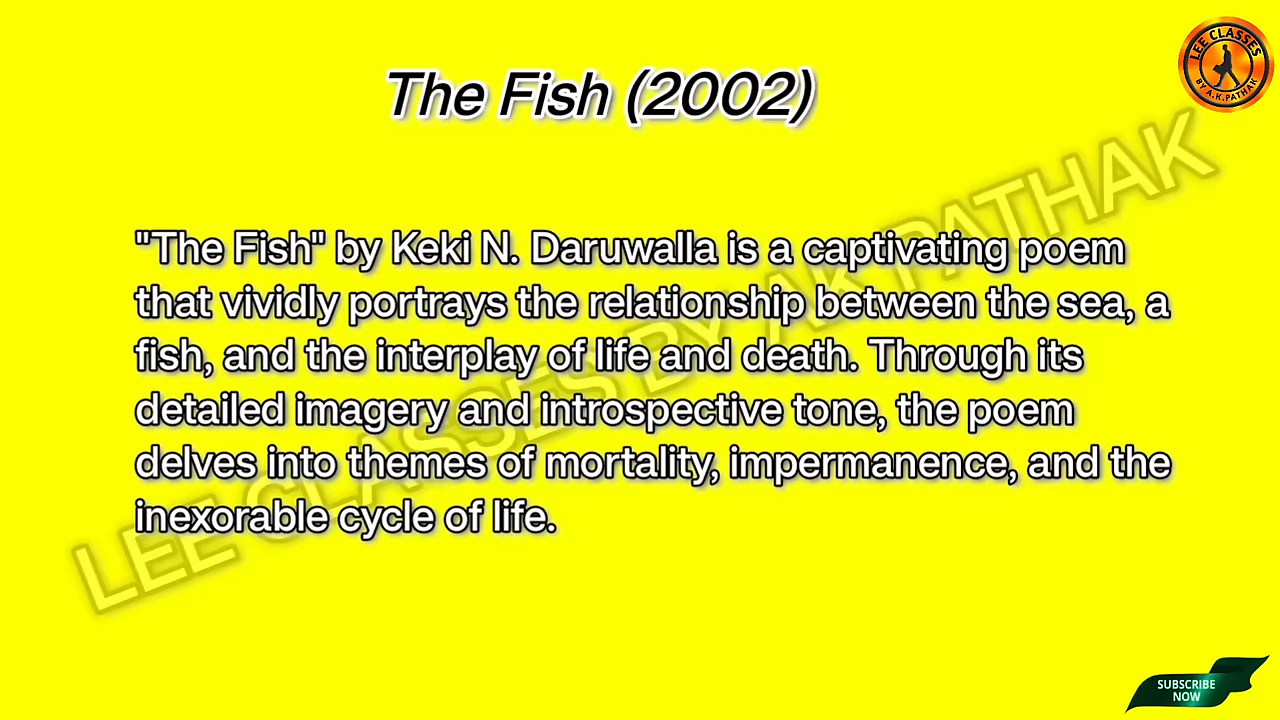 The Fish (2002)
LEE CLASSES
BY A.K.PATHAK
"The Fish" by Keki N. Daruwalla is a captivating poem
that vividly portrays the relationship between the sea, a
fish, and the interplay of life and death. Through its
detailed imagery and introspective tone, the poem
delves into themes of mortality, impermanence, and the
inexorable cycle of life.
LEE CLASSES BY AK PATHAK
SUBSCRIBE
NOW